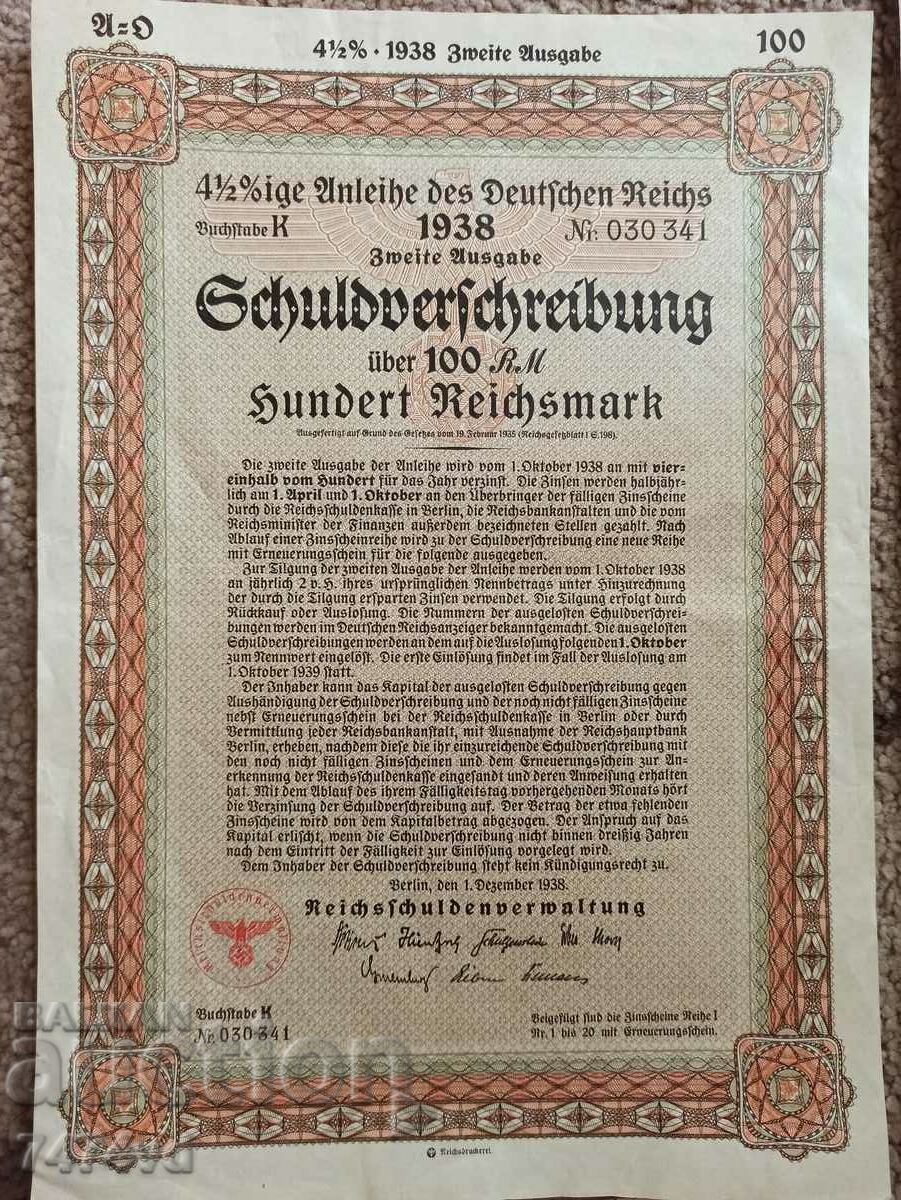 A=O
4½% · 1938 Zweite Ausgabe
100
4½%ige Anleihe des Deutschen Reichs
Buchstabe K
1938
Nr. 030 341
Zweite Ausgabe
Schuldverschreibung
über 100 RM
Hundert Reichsmark
Ausgefertigt auf Grund des Gesetzes vom 19. Februar 1935 (Reichsgesetzblatt I S. 198).
Die zweite Ausgabe der Anleihe wird vom 1. Oktober 1938 an mit vier-
einhalb vom Hundert für das Jahr verzinst. Die Zinsen werden halbjähr-
lich am 1. April und 1. Oktober an den Überbringer der fälligen Zinsscheine
durch die Reichsschuldenkasse in Berlin, die Reichsbankanstalten und die vom
Reichsminister der Finanzen außerdem bezeichneten Stellen gezahlt. Nach
Ablauf einer Zinsscheinreihe wird zu der Schuldverschreibung eine neue Reihe
mit Erneuerungsschein für die folgende ausgegeben.
Zur Tilgung der zweiten Ausgabe der Anleihe werden vom 1. Oktober 1938
an jährlich 2 v. H. ihres ursprünglichen Nennbetrags unter Hinzurechnung
der durch die Tilgung ersparten Zinsen verwendet. Die Tilgung erfolgt durch
Rückkauf oder Auslosung. Die Nummern der ausgelosten Schuldverschrei-
bungen werden im Deutschen Reichsanzeiger bekanntgemacht. Die ausgelosten
Schuldverschreibungen werden an dem auf die Auslosung folgenden 1. Oktober
zum Nennwert eingelöst. Die erste Einlösung findet im Fall der Auslosung am
1. Oktober 1939 statt.
Der Inhaber kann das Kapital der ausgelosten Schuldverschreibung gegen
Aushändigung der Schuldverschreibung und der noch nicht fälligen Zinsscheine
nebst Erneuerungsschein bei der Reichsschuldenkasse in Berlin oder durch
Vermittlung jeder Reichsbankanstalt, mit Ausnahme der Reichshauptbank
Berlin, erheben, nachdem diese die ihr einzureichende Schuldverschreibung mit
den noch nicht fälligen Zinsscheinen und dem Erneuerungsschein zur An-
erkennung der Reichsschuldenkasse eingesandt und deren Anweisung erhalten
hat. Mit dem Ablauf des ihrem Fälligkeitstag vorhergehenden Monats hört
die Verzinsung der Schuldverschreibung auf. Der Betrag der etwa fehlenden
Zinsscheine wird von dem Kapitalbetrag abgezogen. Der Anspruch auf das
Kapital erlischt, wenn die Schuldverschreibung nicht binnen dreißig Jahren
nach dem Eintritt der Fälligkeit zur Einlösung vorgelegt wird.
Dem Inhaber der Schuldverschreibung steht kein Kündigungsrecht zu.
Berlin, den 1. Dezember 1938.
Reichsschuldenverwaltung
Reichsschuldenverwaltung
Buchstabe K
Nr. 030 341
Beigefügt sind die Zinsscheine Reihe I
Nr. 1 bis 20 mit Erneuerungsschein.
Reichsdruckerei
BALKAN
auction